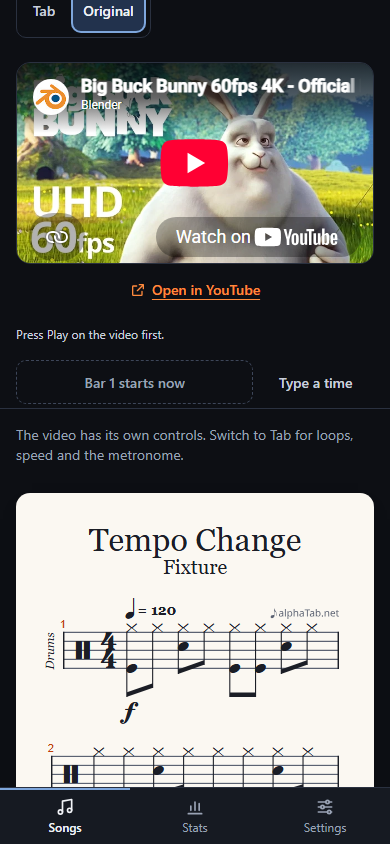 Tab
Original
Big Buck Bunny 60fps 4K - Official
Blender
BUNNY
UHD
60fps
Watch on YouTube
Open in YouTube
Press Play on the video first.
Bar 1 starts now
Type a time
The video has its own controls. Switch to Tab for loops,
speed and the metronome.
Tempo Change
Fixture
= 120
alphaTab.net
1
Drums
4
4
f
2
Songs
Stats
Settings